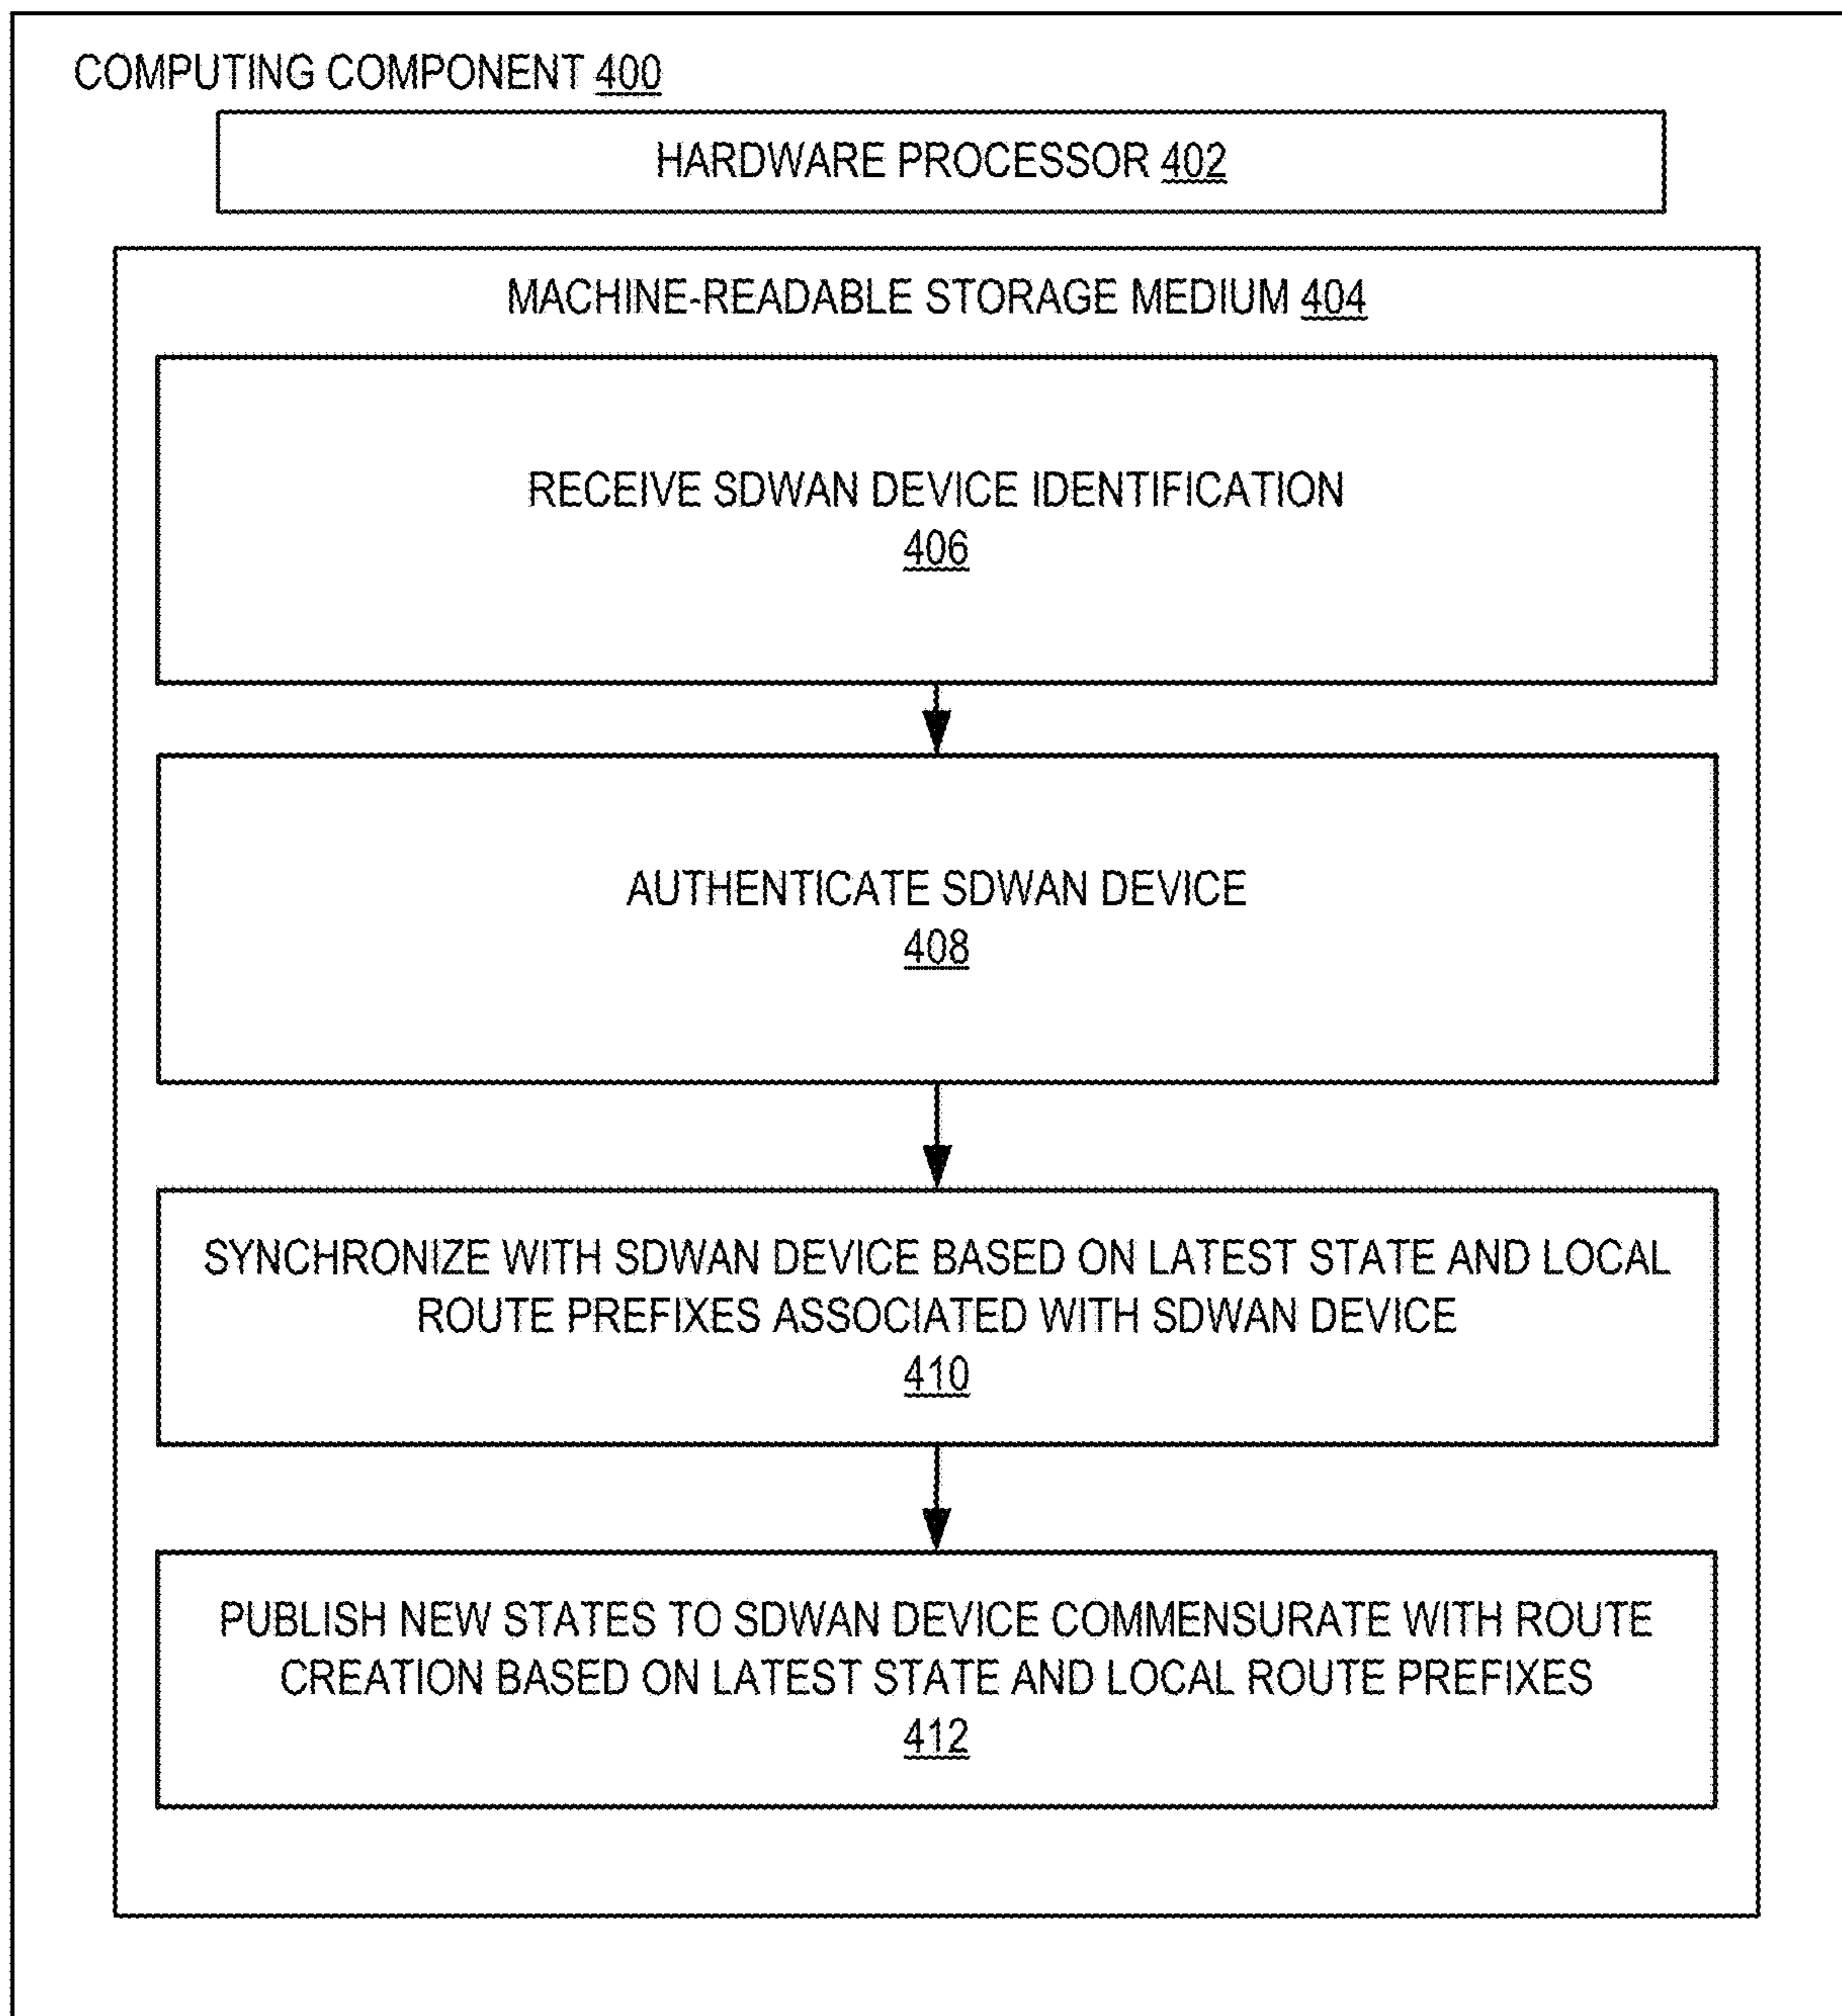 COMPUTING COMPONENT 400
HARDWARE PROCESSOR 402
MACHINE-READABLE STORAGE MEDIUM 404
RECEIVE SDWAN DEVICE IDENTIFICATION
406
AUTHENTICATE SDWAN DEVICE
408
SYNCHRONIZE WITH SDWAN DEVICE BASED ON LATEST STATE AND LOCAL
ROUTE PREFIXES ASSOCIATED WITH SDWAN DEVICE
410
PUBLISH NEW STATES TO SDWAN DEVICE COMMENSURATE WITH ROUTE
CREATION BASED ON LATEST STATE AND LOCAL ROUTE PREFIXES
412